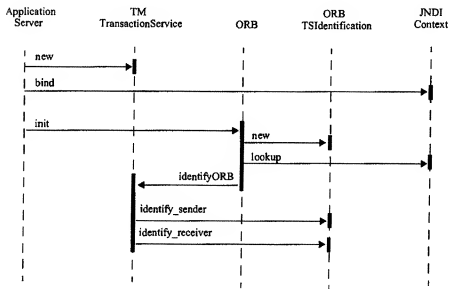 Application
Server
TM
TransactionService
ORB
ORB
TSIdentification
JNDI
Context
new
bind
init
new
lookup
identifyORB
identify_sender
identify_receiver